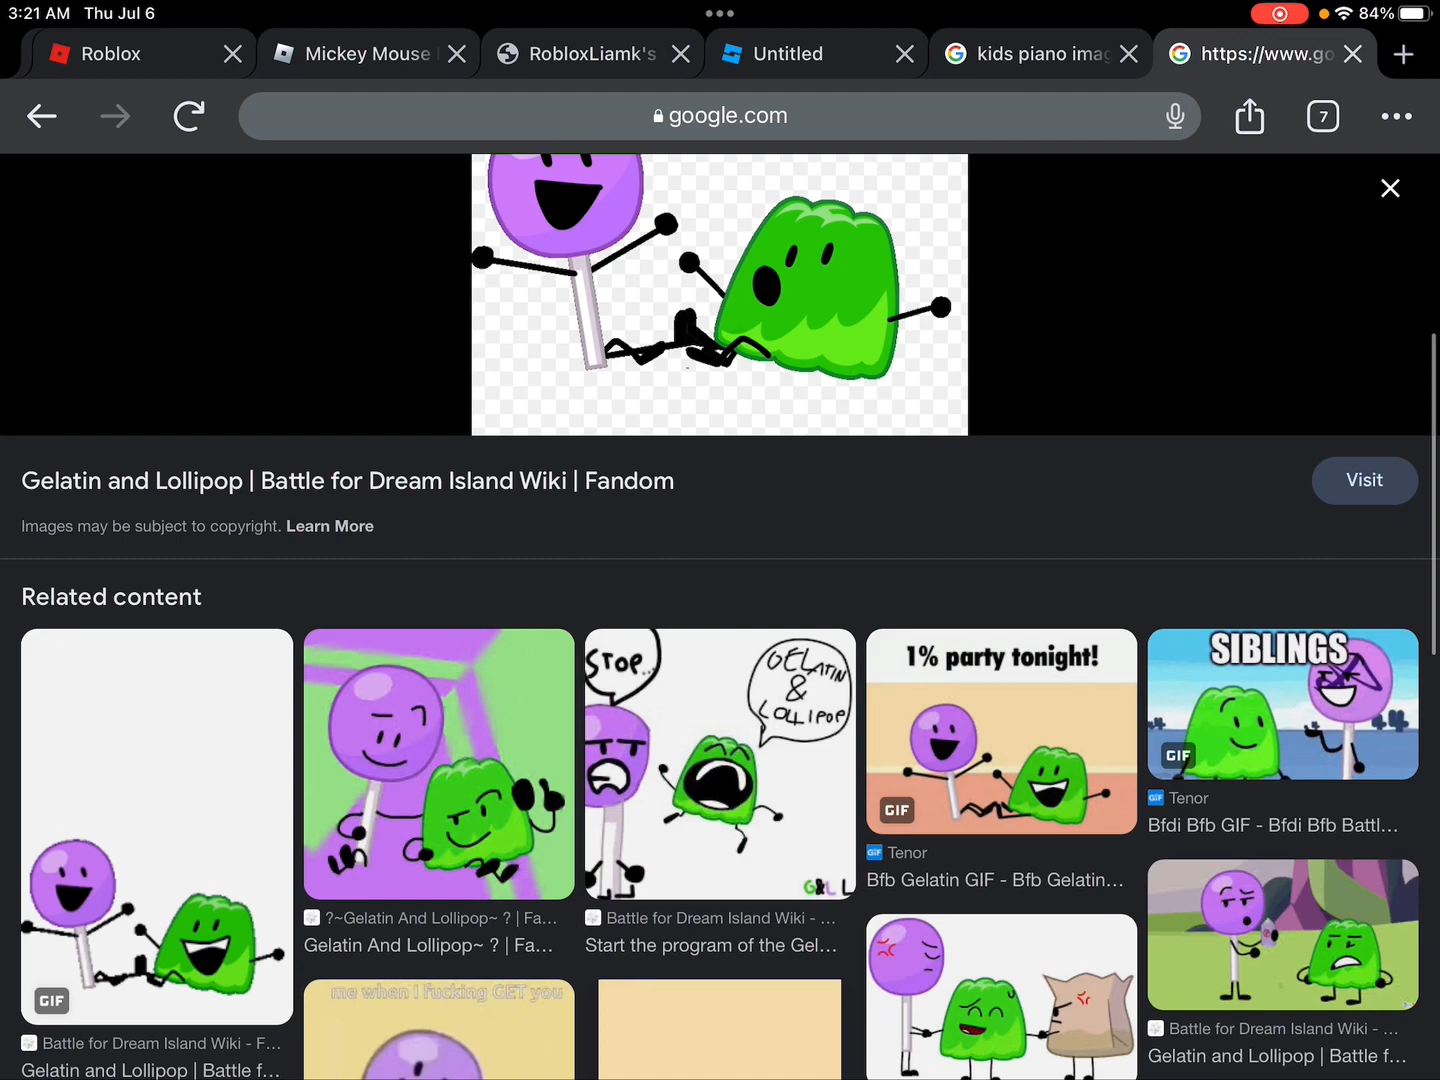 3:21 AM Thu Jul 6
84%
Roblox
Mickey Mouse
RobloxLiamk's
Untitled
kids piano imag
https://www.go
google.com
7
Gelatin and Lollipop | Battle for Dream Island Wiki | Fandom
Visit
Images may be subject to copyright. Learn More
Related content
GIF
Battle for Dream Island Wiki - F...
Gelatin and Lollipop | Battle f...
?~Gelatin And Lollipop~ ? | Fa...
Gelatin And Lollipop~ ? | Fa...
me when i fucking GET you
STOP...
GELATIN
&
LOLLIPOP
G&L L
Battle for Dream Island Wiki - ...
Start the program of the Gel...
1% party tonight!
GIF
GIF Tenor
Bfb Gelatin GIF - Bfb Gelatin...
SIBLINGS
GIF
GIF Tenor
Bfdi Bfb GIF - Bfdi Bfb Battl...
Battle for Dream Island Wiki - ...
Gelatin and Lollipop | Battle f...